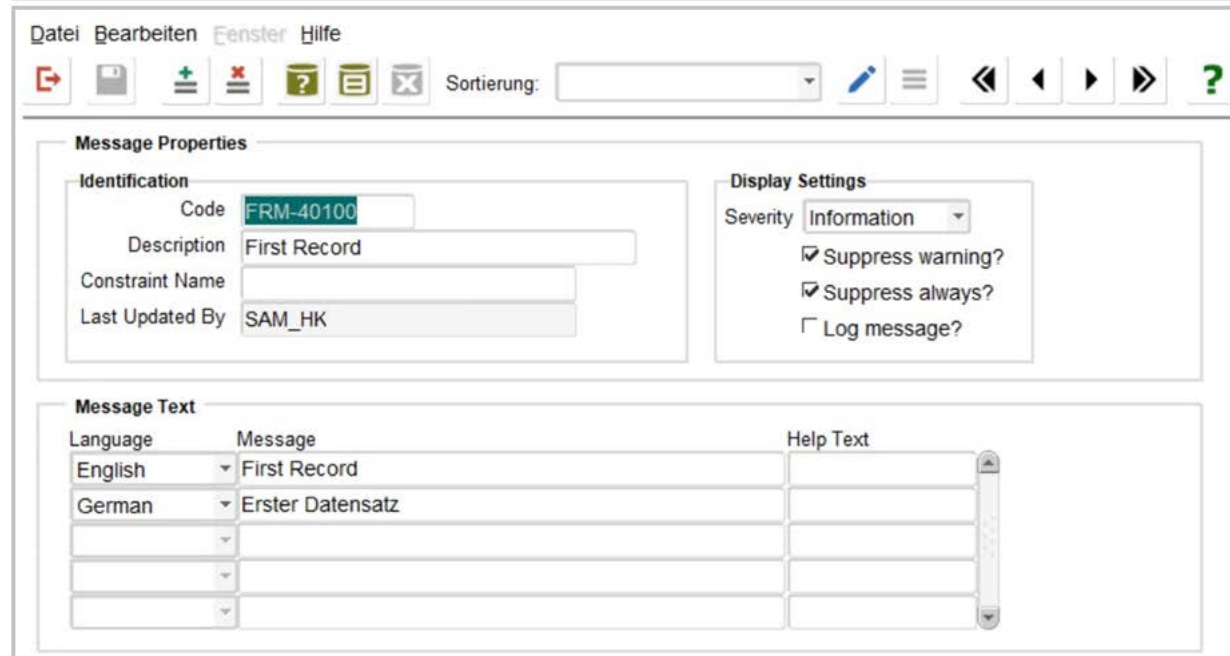 Datei Bearbeiten Fenster Hilfe
Sortierung:
Message Properties
Identification
Code FRM-40100
Description First Record
Constraint Name
Last Updated By SAM_HK
Display Settings
Severity Information
Suppress warning?
Suppress always?
Log message?
Message Text
Language Message Help Text
English First Record
German Erster Datensatz